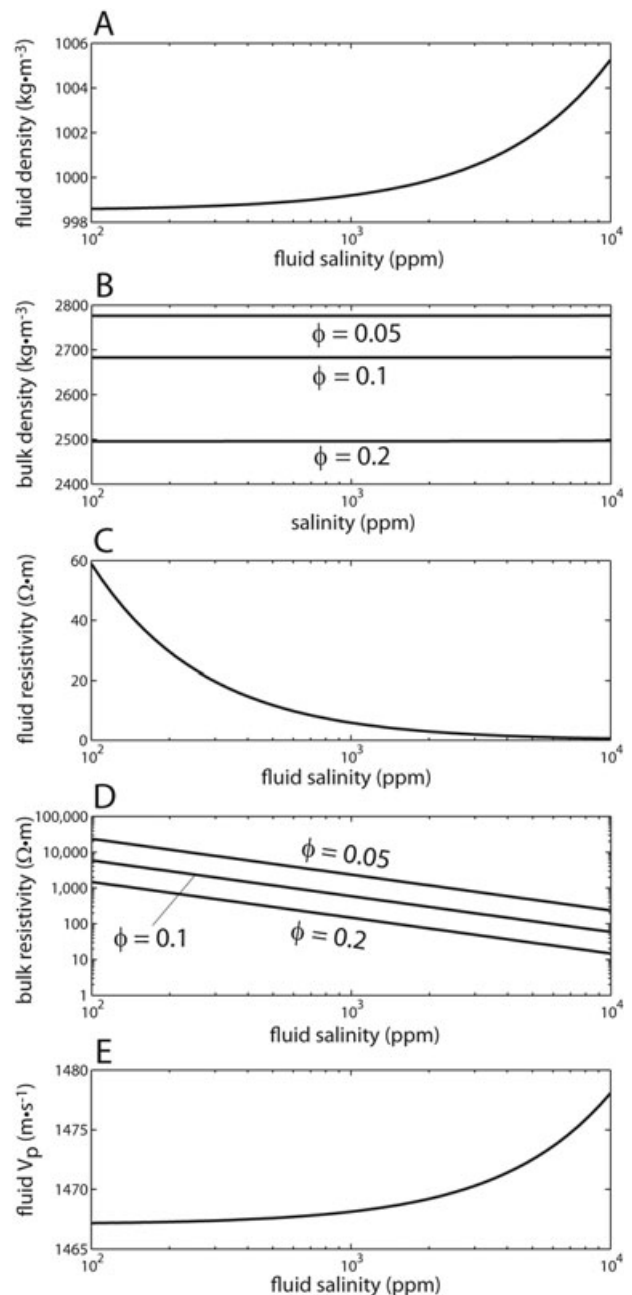 A
fluid density (kg•m⁻³)
1006
1004
1002
1000
998
10² 10³ 10⁴
fluid salinity (ppm)
B
bulk density (kg•m⁻³)
2800
2700
2600
2500
2400
ϕ = 0.05
ϕ = 0.1
ϕ = 0.2
10² 10³ 10⁴
salinity (ppm)
C
fluid resistivity (Ω•m)
60
40
20
0
10² 10³ 10⁴
fluid salinity (ppm)
D
bulk resistivity (Ω•m)
100,000
10,000
1,000
100
10
1
ϕ = 0.05
ϕ = 0.1
ϕ = 0.2
10² 10³ 10⁴
fluid salinity (ppm)
E
fluid Vₚ (m•s⁻¹)
1480
1475
1470
1465
10² 10³ 10⁴
fluid salinity (ppm)